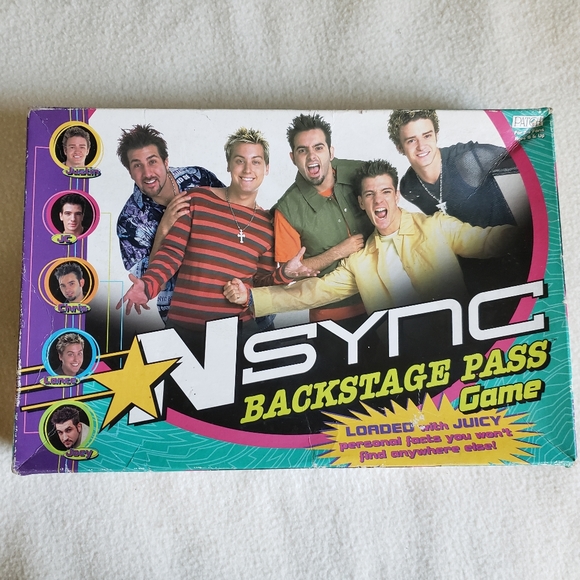 PATCH
Justin
JC
Chris
Lance
Joey
*NSYNC
BACKSTAGE PASS
Game
LOADED with JUICY
personal facts you won't
find anywhere else!